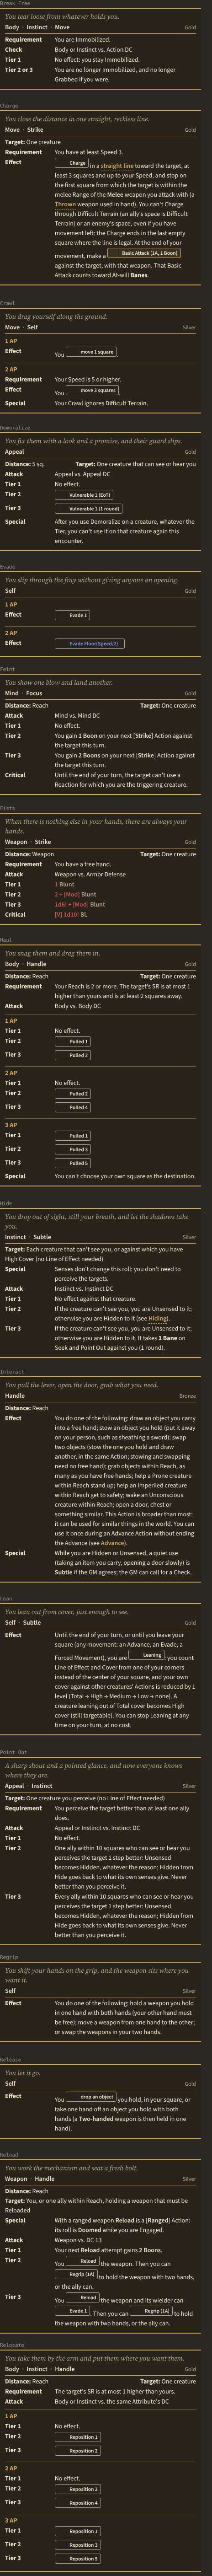 Break Free
You tear loose from whatever holds you.
Body · Instinct · Move Gold
Requirement You are Immobilized.
Check Body or Instinct vs. Action DC
Tier 1 No effect: you stay Immobilized.
Tier 2 or 3 You are no longer Immobilized, and no longer
Grabbed if you were.
Charge
You close the distance in one straight, reckless line.
Move · Strike Gold
Target: One creature
Requirement You have at least Speed 3.
Effect Charge in a straight line toward the target, at
least 3 squares and up to your Speed, and stop on
the first square from which the target is within the
melee Range of the Melee weapon you attack with (a
Thrown weapon used in hand). You can't Charge
through Difficult Terrain (an ally's space is Difficult
Terrain) or an enemy's space, even if you have
movement left: the Charge ends in the last empty
square where the line is legal. At the end of your
movement, make a Basic Attack (1A, 1 Boon)
against the target, with that weapon. That Basic
Attack counts toward At-will Banes.
Crawl
You drag yourself along the ground.
Move · Self Silver
1 AP
Effect You move 1 square.
2 AP
Requirement Your Speed is 5 or higher.
Effect You move 3 squares.
Special Your Crawl ignores Difficult Terrain.
Demoralize
You fix them with a look and a promise, and their guard slips.
Appeal Gold
Distance: 5 sq. Target: One creature that can see or hear you
Attack Appeal vs. Appeal DC
Tier 1 No effect.
Tier 2 Vulnerable 1 (EoT)
Tier 3 Vulnerable 1 (1 round)
Special After you use Demoralize on a creature, whatever the
Tier, you can't use it on that creature again this
encounter.
Evade
You slip through the fray without giving anyone an opening.
Self Gold
1 AP
Effect Evade 1
2 AP
Effect Evade Floor(Speed/2)
Feint
You show one blow and land another.
Mind · Focus Gold
Distance: Reach Target: One creature
Attack Mind vs. Mind DC
Tier 1 No effect.
Tier 2 You gain 1 Boon on your next [Strike] Action against
the target this turn.
Tier 3 You gain 2 Boons on your next [Strike] Action against
the target this turn.
Critical Until the end of your turn, the target can't use a
Reaction for which you are the triggering creature.
Fists
When there is nothing else in your hands, there are always your
hands.
Weapon · Strike Gold
Distance: Weapon Target: One creature
Requirement You have a free hand.
Attack Weapon vs. Armor Defense
Tier 1 1 Blunt
Tier 2 2 + [Mod] Blunt
Tier 3 1d6! + [Mod] Blunt
Critical [V] 1d10! Bl.
Haul
You snag them and drag them in.
Body · Handle Gold
Distance: Reach Target: One creature
Requirement Your Reach is 2 or more. The target's SR is at most 1
higher than yours and is at least 2 squares away.
Attack Body vs. Body DC
1 AP
Tier 1 No effect.
Tier 2 Pulled 1
Tier 3 Pulled 2
2 AP
Tier 1 No effect.
Tier 2 Pulled 2
Tier 3 Pulled 4
3 AP
Tier 1 Pulled 1
Tier 2 Pulled 3
Tier 3 Pulled 5
Special You can't choose your own square as the destination.
Hide
You drop out of sight, still your breath, and let the shadows take
you.
Instinct · Subtle Silver
Target: Each creature that can't see you, or against which you have
High Cover (no Line of Effect needed)
Special Senses don't change this roll: you don't need to
perceive the targets.
Attack Instinct vs. Instinct DC
Tier 1 No effect against that creature.
Tier 2 If the creature can't see you, you are Unsensed to it;
otherwise you are Hidden to it (see Hiding).
Tier 3 If the creature can't see you, you are Unsensed to it;
otherwise you are Hidden to it. It takes 1 Bane on
Seek and Point Out against you (1 round).
Interact
You pull the lever, open the door, grab what you need.
Handle Bronze
Distance: Reach
Effect You do one of the following: draw an object you carry
into a free hand; stow an object you hold (put it away
on your person, such as sheathing a sword); swap
two objects (stow the one you hold and draw
another, in the same Action; stowing and swapping
need no free hand); grab objects within Reach, as
many as you have free hands; help a Prone creature
within Reach stand up; help an Imperiled creature
within Reach get to safety; wake an Unconscious
creature within Reach; open a door, chest or
something similar. This Action is broader than most:
it can be used for similar things in the world. You can
use it once during an Advance Action without ending
the Advance (see Advance).
Special While you are Hidden or Unsensed, a quiet use
(taking an item you carry, opening a door slowly) is
Subtle if the GM agrees; the GM can call for a Check.
Lean
You lean out from cover, just enough to see.
Self · Subtle Gold
Effect Until the end of your turn, or until you leave your
square (any movement: an Advance, an Evade, a
Forced Movement), you are Leaning: you count
Line of Effect and Cover from one of your corners
instead of the center of your square, and your own
cover against other creatures' Actions is reduced by 1
level (Total → High → Medium → Low → none). A
creature leaning out of Total cover becomes High
cover (still targetable). You can stop Leaning at any
time on your turn, at no cost.
Point Out
A sharp shout and a pointed glance, and now everyone knows
where they are.
Appeal · Instinct Silver
Target: One creature you perceive (no Line of Effect needed)
Requirement You perceive the target better than at least one ally
does.
Attack Appeal or Instinct vs. Instinct DC
Tier 1 No effect.
Tier 2 One ally within 10 squares who can see or hear you
perceives the target 1 step better: Unsensed
becomes Hidden, whatever the reason; Hidden from
Hide goes back to what its own senses give. Never
better than you perceive it.
Tier 3 Every ally within 10 squares who can see or hear you
perceives the target 1 step better: Unsensed
becomes Hidden, whatever the reason; Hidden from
Hide goes back to what its own senses give. Never
better than you perceive it.
Regrip
You shift your hands on the grip, and the weapon sits where you
want it.
Self Silver
Effect You do one of the following: hold a weapon you hold
in one hand with both hands (your other hand must
be free); move a weapon from one hand to the other;
or swap the weapons in your two hands.
Release
You let it go.
Self Gold
Effect You drop an object you hold, in your square, or
take one hand off an object you hold with both
hands (a Two-handed weapon is then held in one
hand).
Reload
You work the mechanism and seat a fresh bolt.
Weapon · Handle Silver
Distance: Reach
Target: You, or one ally within Reach, holding a weapon that must be
Reloaded
Special With a ranged weapon Reload is a [Ranged] Action:
its roll is Doomed while you are Engaged.
Attack Weapon vs. DC 13
Tier 1 Your next Reload attempt gains 2 Boons.
Tier 2 You Reload the weapon. Then you can
Regrip (1A) to hold the weapon with two hands,
or the ally can.
Tier 3 You Reload the weapon and its wielder can
Evade 1. Then you can Regrip (1A) to hold
the weapon with two hands, or the ally can.
Relocate
You take them by the arm and put them where you want them.
Body · Instinct · Handle Gold
Distance: Reach Target: One creature
Requirement The target's SR is at most 1 higher than yours.
Attack Body or Instinct vs. the same Attribute's DC
1 AP
Tier 1 No effect.
Tier 2 Reposition 1
Tier 3 Reposition 2
2 AP
Tier 1 No effect.
Tier 2 Reposition 2
Tier 3 Reposition 4
3 AP
Tier 1 Reposition 1
Tier 2 Reposition 3
Tier 3 Reposition 5